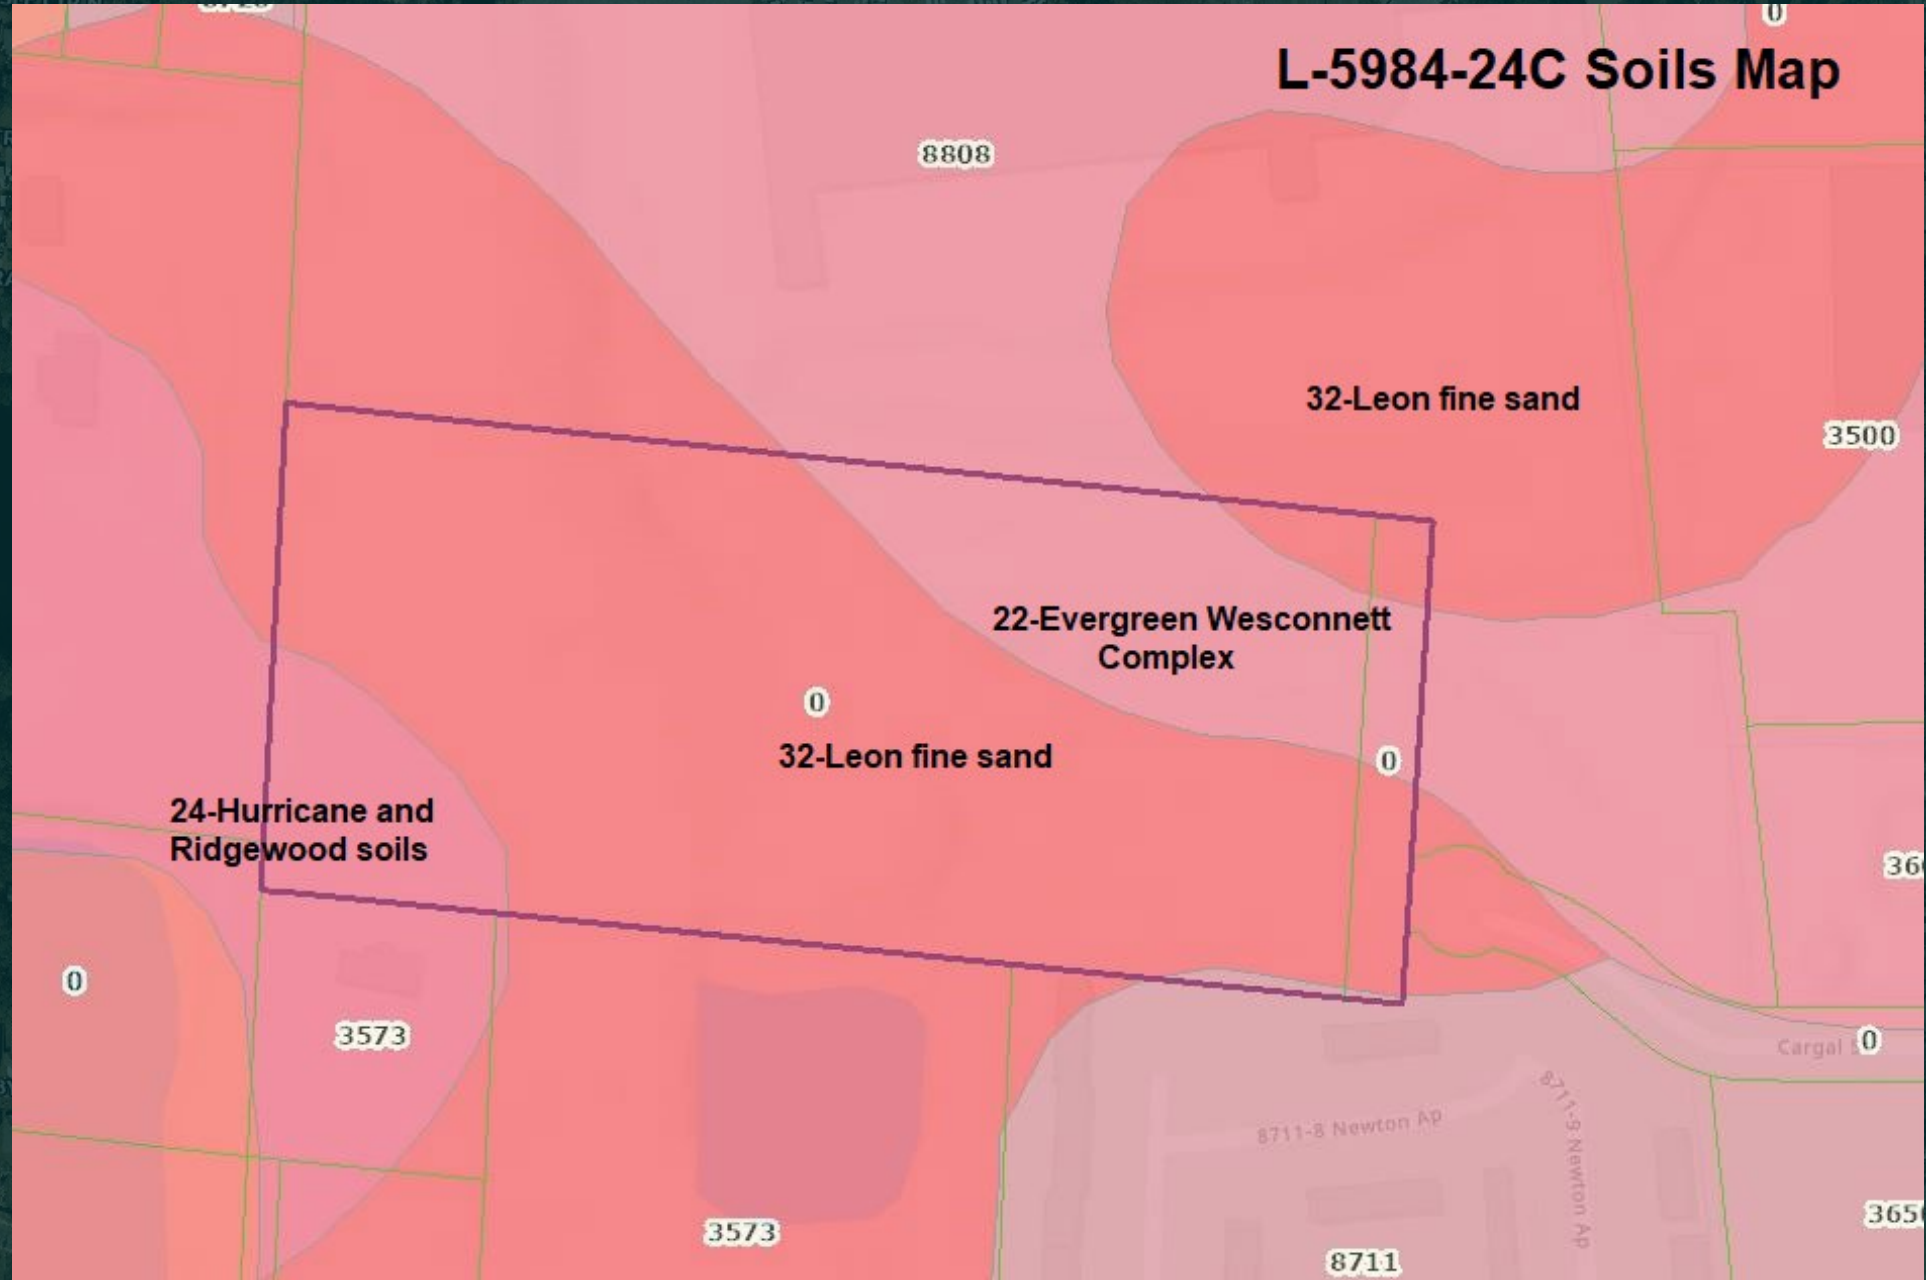 0
L-5984-24C Soils Map
8808
32-Leon fine sand
3500
22-Evergreen Wesconnett
Complex
0
32-Leon fine sand
0
24-Hurricane and
Ridgewood soils
0
3573
Cargal
0
8711-8 Newton Ap
8711-9 Newton Ap
3573
8711